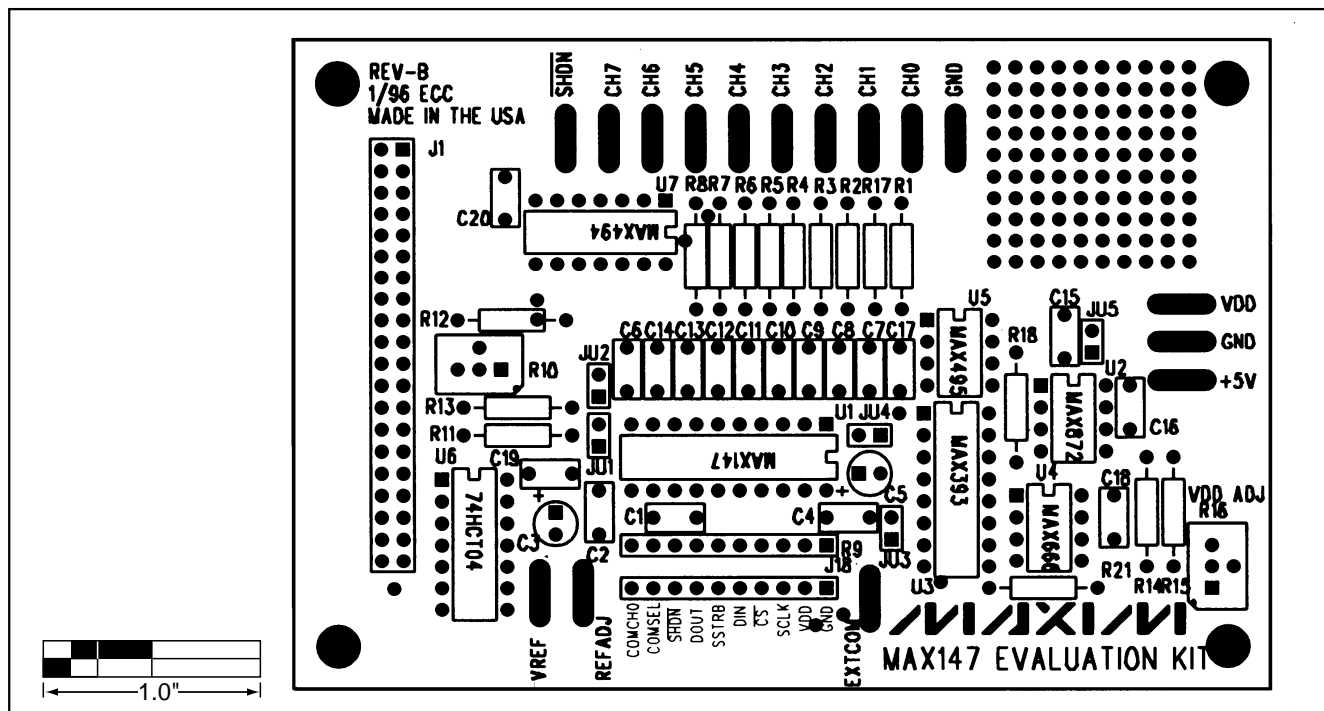 REV-B
1/96 ECC
MADE IN THE USA
SHDN
CH7
CH6
CH5
CH4
CH3
CH2
CH1
CH0
GND
J1
C20
U7
MAX494
R8
R7
R6
R5
R4
R3
R2
R17
R1
R12
R10
R13
R11
JU2
JU1
C6
C14
C13
C12
C11
C10
C9
C8
C7
C17
U5
MAX495
R18
C15
JU5
U2
MAX872
C16
VDD
GND
+5V
U6
74HCT04
C19
+
C3
C2
MAX147
U1
JU4
+
C5
C1
C4
R9
J18
JU3
MAX393
U3
U4
MAX666
C18
R21
R14
R15
VDD ADJ
R16
VREF
REFADJ
COMCHO
COMSEL
SHDN
DOUT
SSTRB
DIN
CS
SCLK
VDD
GND
EXTCOM
MAXIM
MAX147 EVALUATION KIT
1.0"